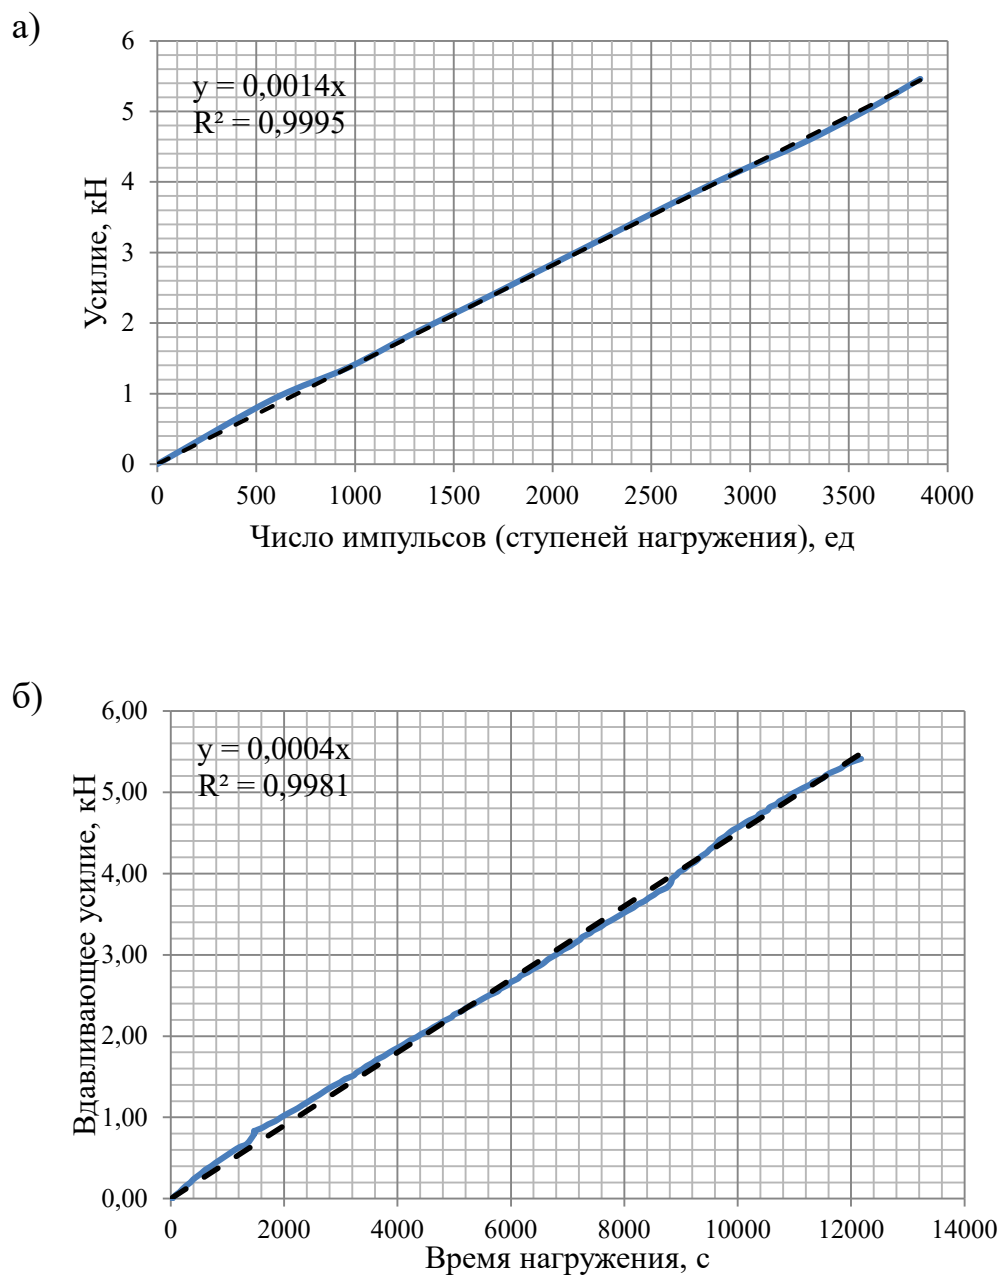 а)
y = 0,0014x
R² = 0,9995
Усилие, кН
6
5
4
3
2
1
0
0 500 1000 1500 2000 2500 3000 3500 4000
Число импульсов (ступеней нагружения), ед
б)
y = 0,0004x
R² = 0,9981
Вдавливающее усилие, кН
6,00
5,00
4,00
3,00
2,00
1,00
0,00
0 2000 4000 6000 8000 10000 12000 14000
Время нагружения, с